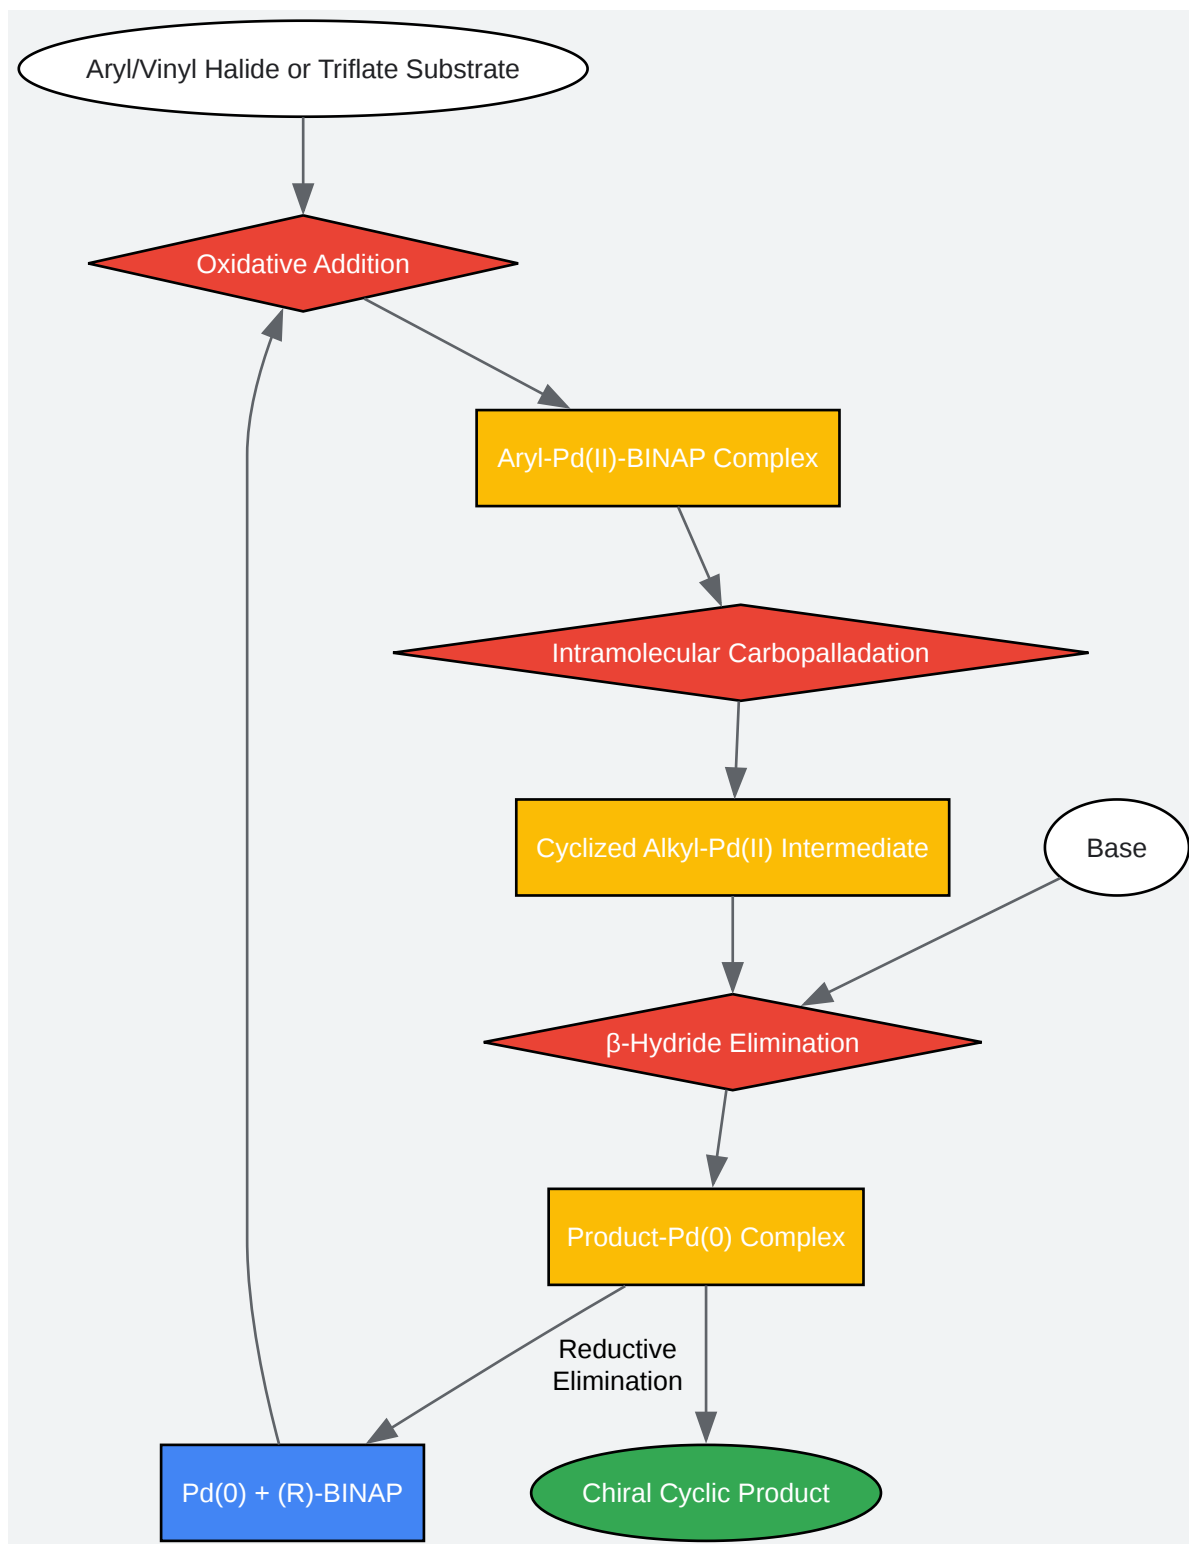 Aryl/Vinyl Halide or Triflate Substrate
Oxidative Addition
Aryl-Pd(II)-BINAP Complex
Intramolecular Carbopalladation
Cyclized Alkyl-Pd(II) Intermediate
Base
β-Hydride Elimination
Product-Pd(0) Complex
Reductive
Elimination
Pd(0) + (R)-BINAP
Chiral Cyclic Product